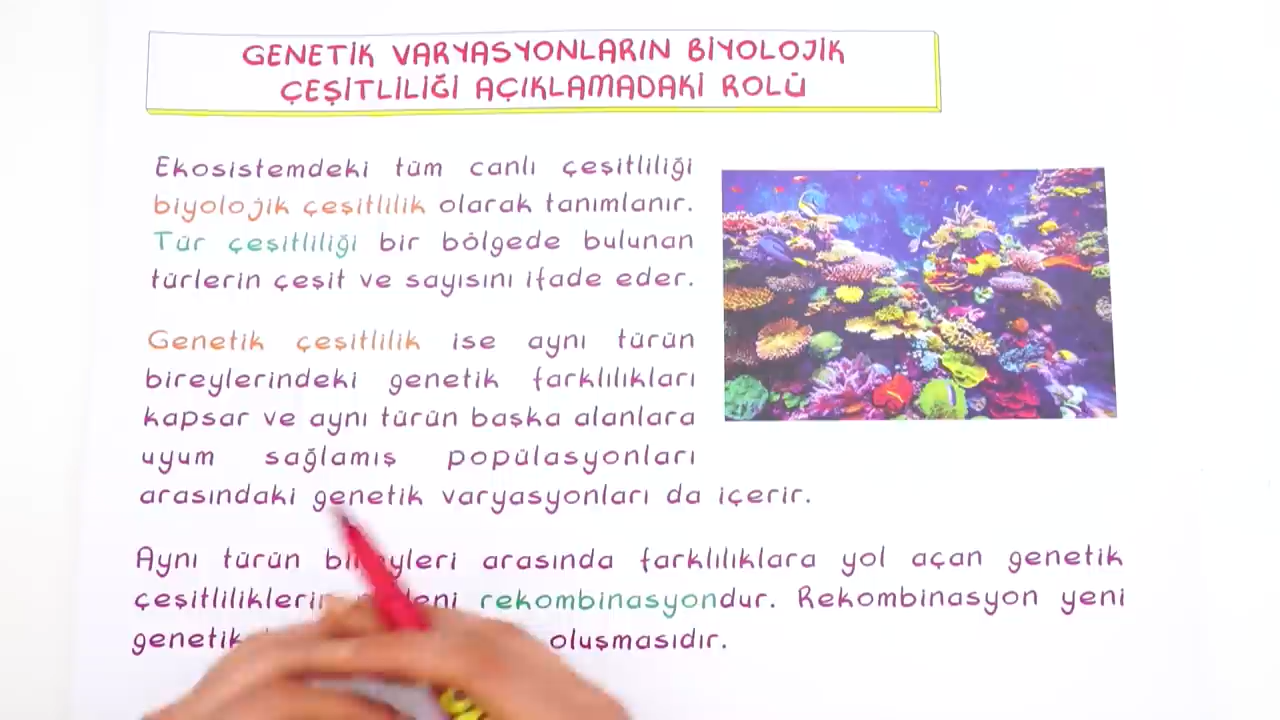 GENETİK VARYASYONLARIN BİYOLOJİK
ÇEŞİTLİLİĞİ AÇIKLAMADAKİ ROLÜ
Ekosistemdeki tüm canlı çeşitliliği
biyolojik çeşitlilik olarak tanımlanır.
Tür çeşitliliği bir bölgede bulunan
türlerin çeşit ve sayısını ifade eder.
Genetik çeşitlilik ise aynı türün
bireylerindeki genetik farklılıkları
kapsar ve aynı türün başka alanlara
uyum sağlamış popülasyonları
arasındaki genetik varyasyonları da içerir.
Aynı türün bireyleri arasında farklılıklara yol açan genetik
çeşitliliklerin nedeni rekombinasyondur. Rekombinasyon yeni
genetik oluşmasıdır.